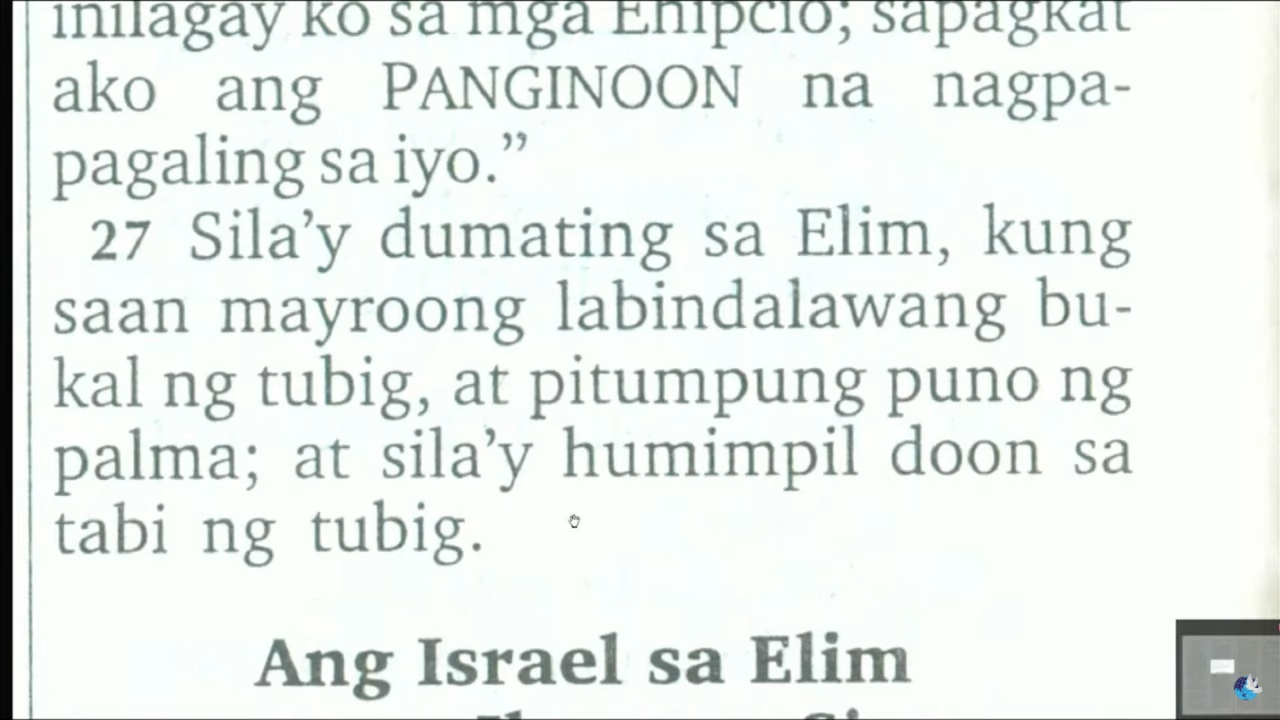 inilagay ko sa mga Ehipcio; sapagkat
ako ang PANGINOON na nagpa-
pagaling sa iyo.”
27 Sila’y dumating sa Elim, kung
saan mayroong labindalawang bu-
kal ng tubig, at pitumpung puno ng
palma; at sila’y humimpil doon sa
tabi ng tubig.
Ang Israel sa Elim